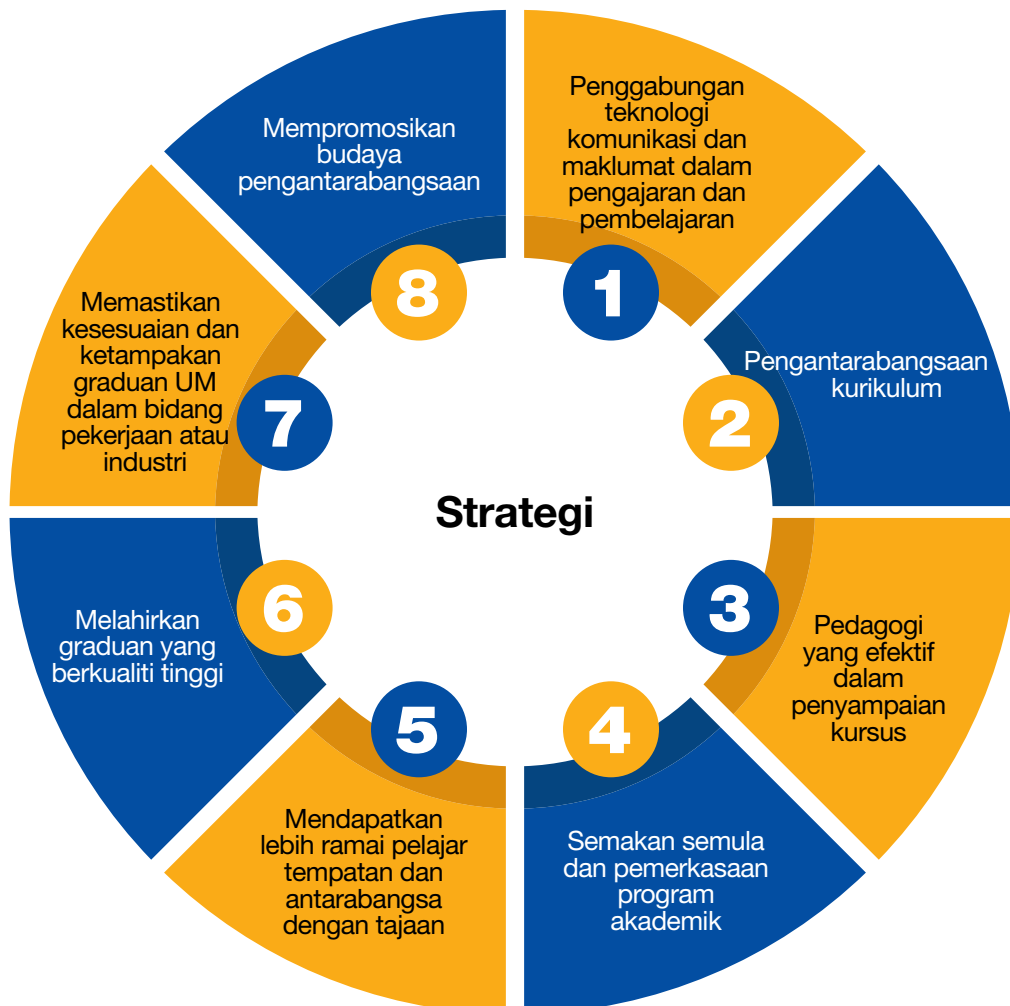 Strategi
1
Penggabungan
teknologi
komunikasi dan
maklumat dalam
pengajaran dan
pembelajaran
2
Pengantarabangsaan
kurikulum
3
Pedagogi
yang efektif
dalam
penyampaian
kursus
4
Semakan semula
dan pemerkasaan
program
akademik
5
Mendapatkan
lebih ramai pelajar
tempatan dan
antarabangsa
dengan tajaan
6
Melahirkan
graduan yang
berkualiti tinggi
7
Memastikan
kesesuaian dan
ketampakan
graduan UM
dalam bidang
pekerjaan atau
industri
8
Mempromosikan
budaya
pengantarabangsaan